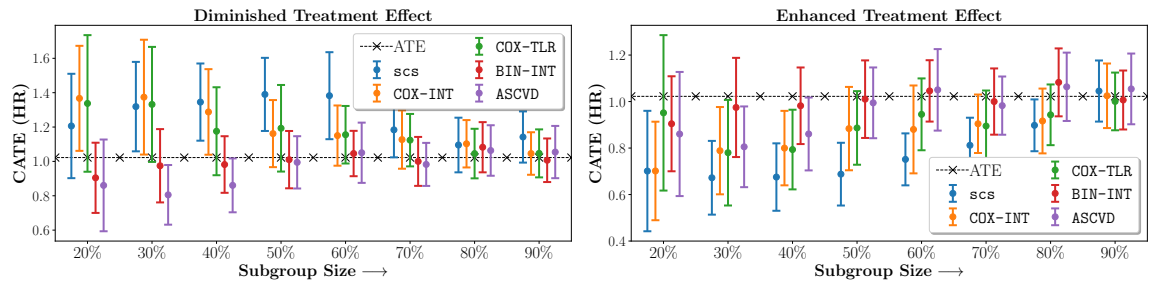 Diminished Treatment Effect
CATE (HR)
1.6
1.4
1.2
1.0
0.8
0.6
ATE
scs
COX-INT
COX-TLR
BIN-INT
ASCVD
20% 30% 40% 50% 60% 70% 80% 90%
Subgroup Size →
Enhanced Treatment Effect
CATE (HR)
1.2
1.0
0.8
0.6
0.4
ATE
scs
COX-INT
COX-TLR
BIN-INT
ASCVD
20% 30% 40% 50% 60% 70% 80% 90%
Subgroup Size →